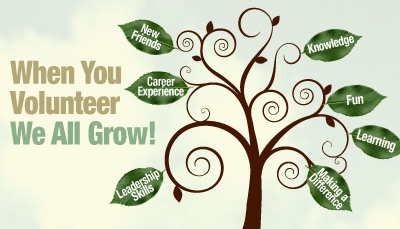 When You
Volunteer
We All Grow!
New
Friends
Career
Experience
Leadership
Skills
Knowledge
Fun
Learning
Making a
Difference